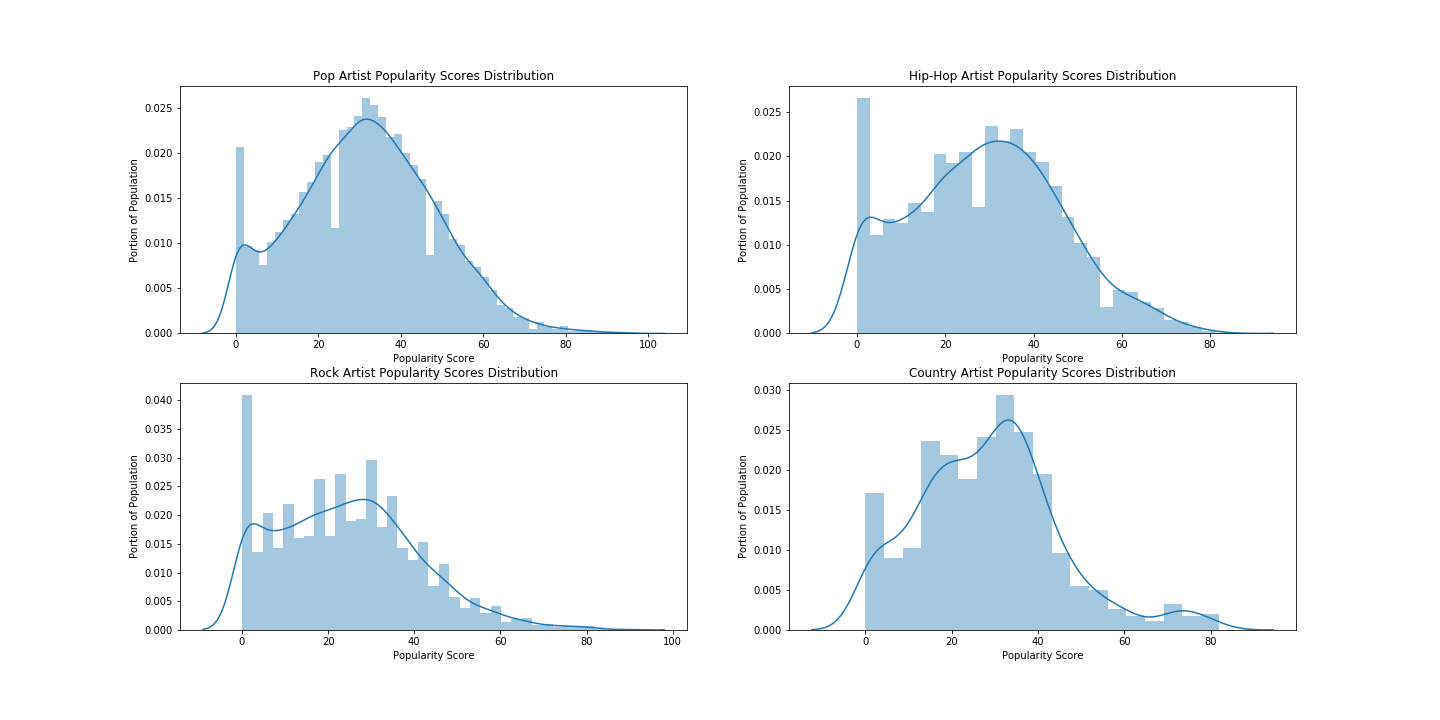 Pop Artist Popularity Scores Distribution
Portion of Population
0.025
0.020
0.015
0.010
0.005
0.000
0 20 40 60 80 100
Popularity Score
Hip-Hop Artist Popularity Scores Distribution
Portion of Population
0.025
0.020
0.015
0.010
0.005
0.000
0 20 40 60 80
Popularity Score
Rock Artist Popularity Scores Distribution
Portion of Population
0.040
0.035
0.030
0.025
0.020
0.015
0.010
0.005
0.000
0 20 40 60 80 100
Popularity Score
Country Artist Popularity Scores Distribution
Portion of Population
0.030
0.025
0.020
0.015
0.010
0.005
0.000
0 20 40 60 80
Popularity Score